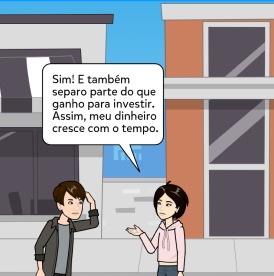 Sim! E também
separo parte do que
ganho para investir.
Assim, meu dinheiro
cresce com o tempo.